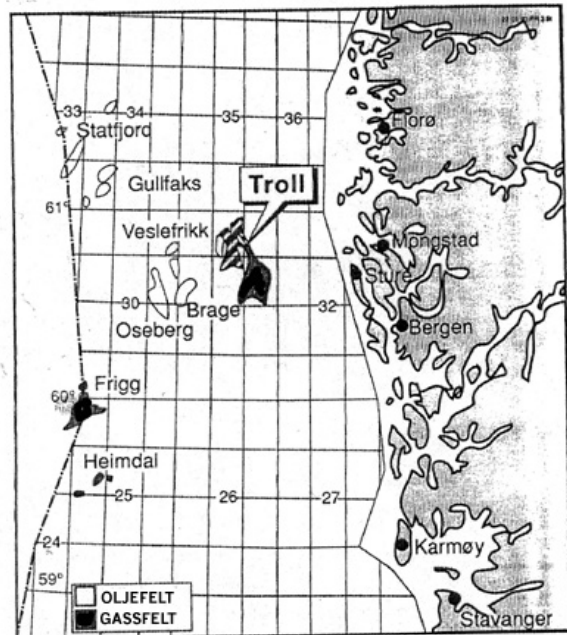 33
34
35
36
Florø
Statfjord
Gullfaks
Troll
61°
Veslefrikk
Mongstad
Sture
30
Brage
32
Oseberg
Bergen
Frigg
60°
Heimdal
25
26
27
24
Karmøy
59°
OLJEFELT
GASSFELT
Stavanger